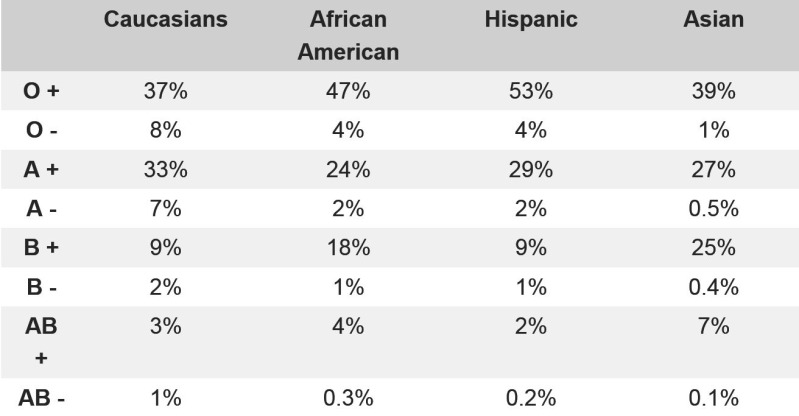 Caucasians African American Hispanic Asian
O + 37% 47% 53% 39%
O - 8% 4% 4% 1%
A + 33% 24% 29% 27%
A - 7% 2% 2% 0.5%
B + 9% 18% 9% 25%
B - 2% 1% 1% 0.4%
AB + 3% 4% 2% 7%
AB - 1% 0.3% 0.2% 0.1%